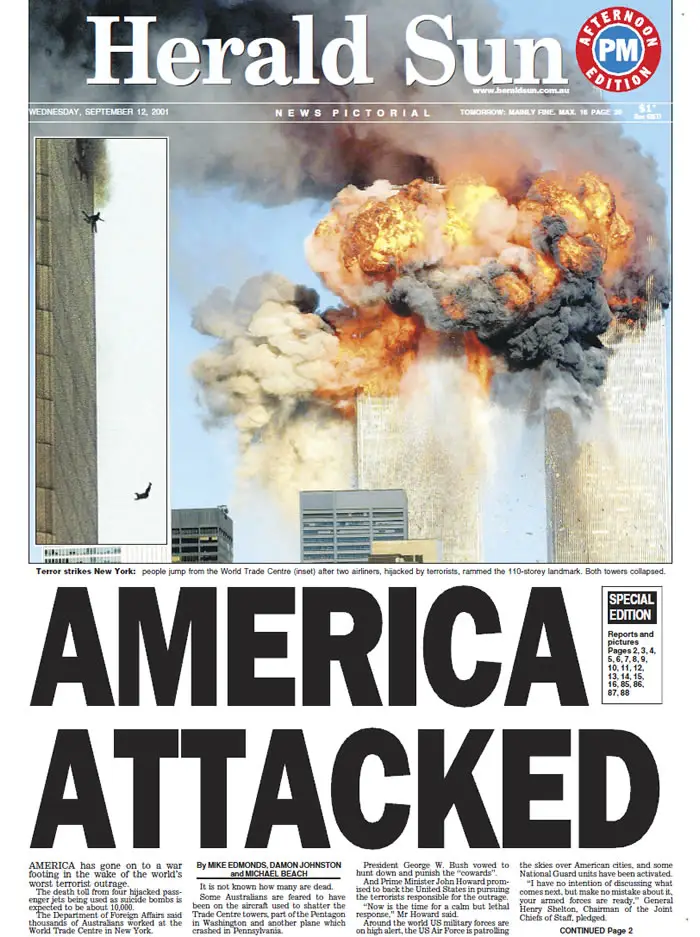 Herald Sun
AFTERNOON
PM
EDITION
www.heraldsun.com.au
WEDNESDAY, SEPTEMBER 12, 2001
NEWS PICTORIAL
TOMORROW: MAINLY FINE. MAX. 16 PAGE
$1*
Terror strikes New York: people jump from the World Trade Centre (inset) after two airliners, hijacked by terrorists, rammed the 110-storey landmark. Both towers collapsed.
AMERICA
ATTACKED
SPECIAL
EDITION
Reports and
pictures
Pages 2, 3, 4,
5, 6, 7, 8, 9,
10, 11, 12,
13, 14, 15,
16, 85, 86,
87, 88
AMERICA has gone on to a war
footing in the wake of the world's
worst terrorist outrage.
The death toll from four hijacked pass-
enger jets being used as suicide bombs is
expected to be about 10,000.
The Department of Foreign Affairs said
thousands of Australians worked at the
World Trade Centre in New York.
By MIKE EDMONDS, DAMON JOHNSTON
and MICHAEL BEACH
It is not known how many are dead.
Some Australians are feared to have
been on the aircraft used to shatter the
Trade Centre towers, part of the Pentagon
in Washington and another plane which
crashed in Pennsylvania.
President George W. Bush vowed to
hunt down and punish the "cowards".
And Prime Minister John Howard prom-
ised to back the United States in pursuing
the terrorists responsible for the outrage.
"Now is the time for a calm but lethal
response," Mr Howard said.
Around the world US military forces are
on high alert, the US Air Force is patrolling
the skies over American cities, and some
National Guard units have been activated.
"I have no intention of discussing what
comes next, but make no mistake about it,
your armed forces are ready," General
Henry Shelton, Chairman of the Joint
Chiefs of Staff, pledged.
CONTINUED Page 2